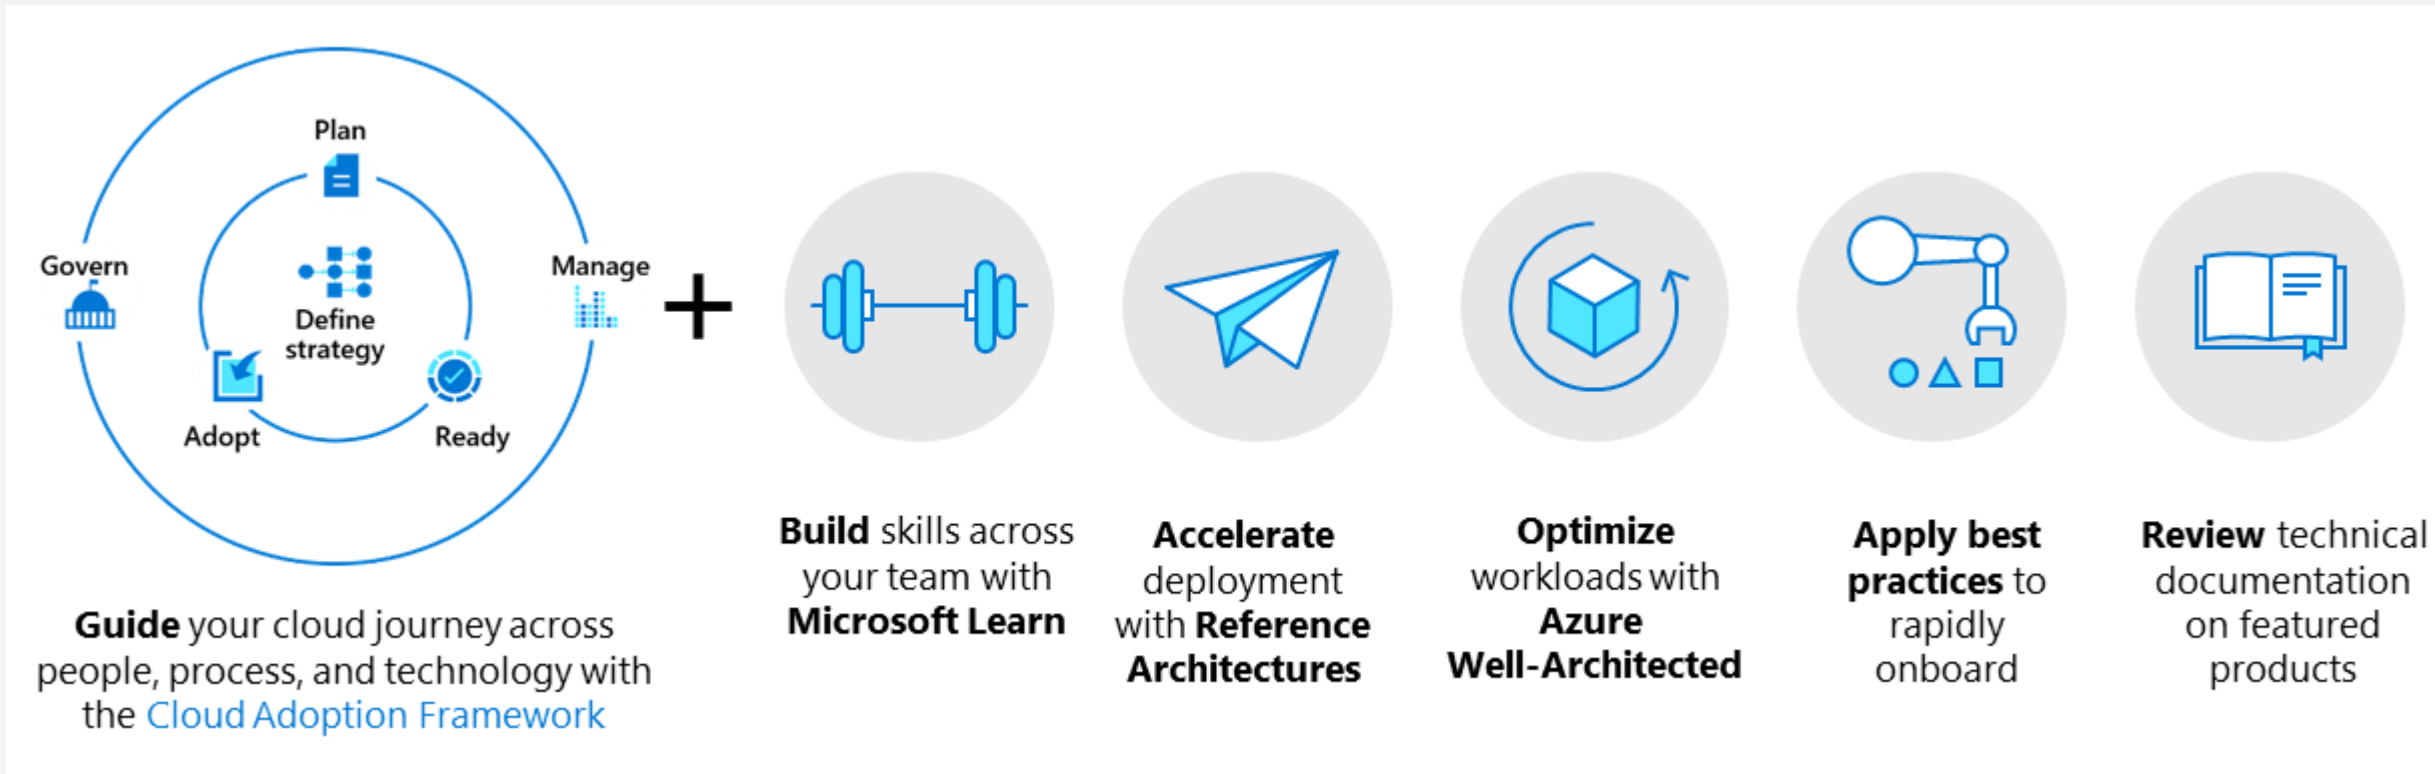 Plan
Govern
Manage
Define
strategy
Adopt
Ready
Guide your cloud journey across
people, process, and technology with
the Cloud Adoption Framework
Build skills across
your team with
Microsoft Learn
Accelerate
deployment
with Reference
Architectures
Optimize
workloads with
Azure
Well-Architected
Apply best
practices to
rapidly
onboard
Review technical
documentation
on featured
products